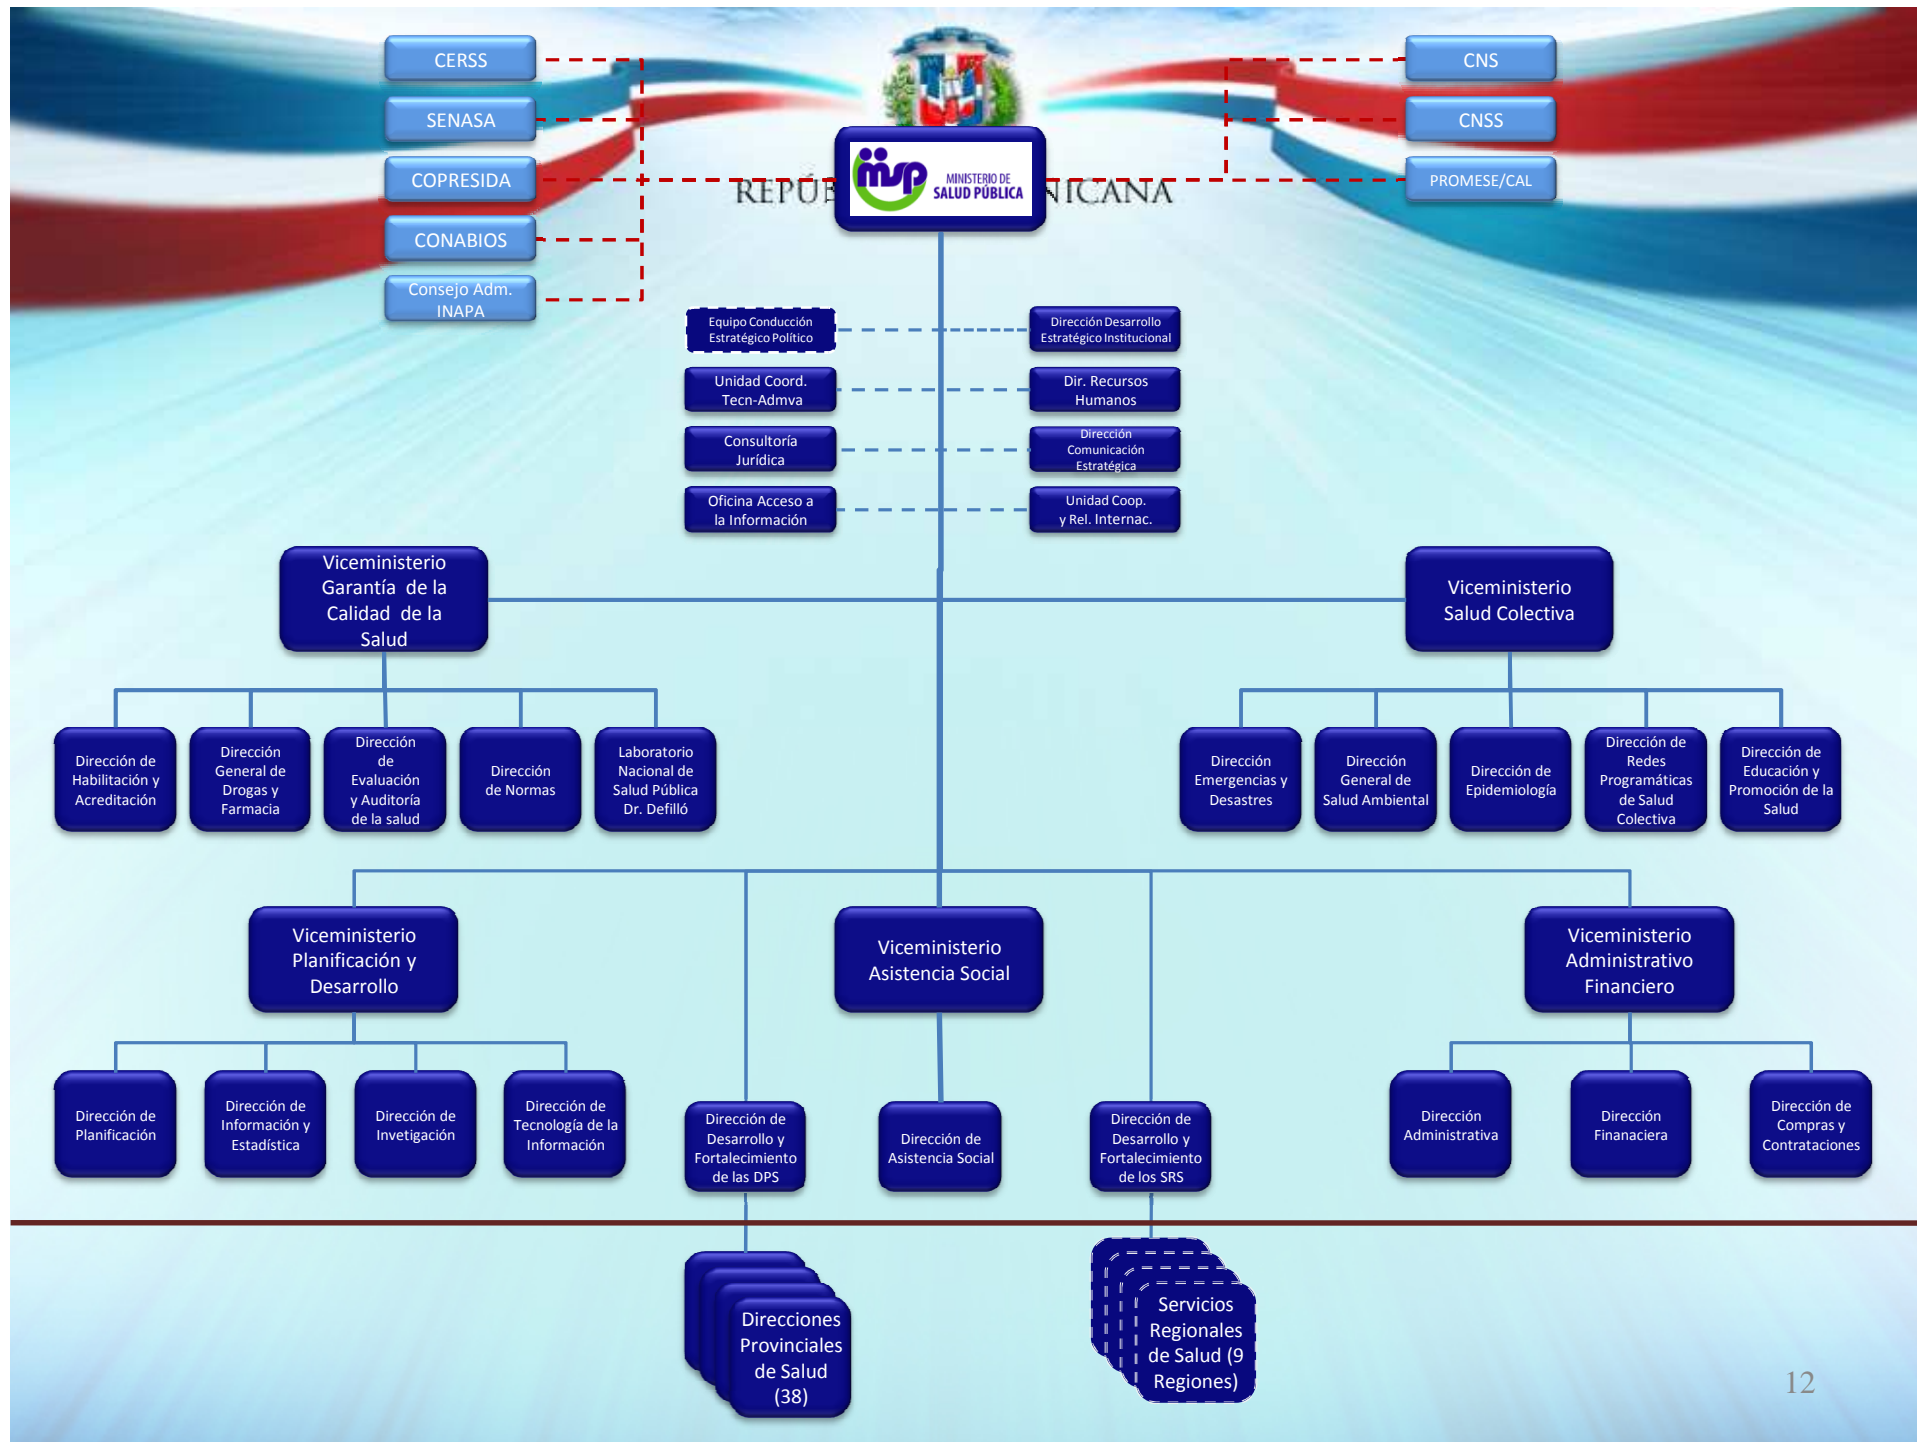 CERSS
SENASA
COPRESIDA
CONABIOS
Consejo Adm.
INAPA
CNS
CNSS
PROMESE/CAL
msp
MINISTERIO DE
SALUD PÚBLICA
Equipo Conducción
Estratégico Político
Dirección Desarrollo
Estratégico Institucional
Unidad Coord.
Tecn-Admva
Dir. Recursos
Humanos
Consultoría
Jurídica
Dirección
Comunicación
Estratégica
Oficina Acceso a
la Información
Unidad Coop.
y Rel. Internac.
Viceministerio
Garantía de la
Calidad de la
Salud
Viceministerio
Salud Colectiva
Dirección de
Habilitación y
Acreditación
Dirección
General de
Drogas y
Farmacia
Dirección
de
Evaluación
y Auditoría
de la salud
Dirección
de Normas
Laboratorio
Nacional de
Salud Pública
Dr. Defilló
Dirección
Emergencias y
Desastres
Dirección
General de
Salud Ambiental
Dirección de
Epidemiología
Dirección de
Redes
Programáticas
de Salud
Colectiva
Dirección de
Educación y
Promoción de la
Salud
Viceministerio
Planificación y
Desarrollo
Viceministerio
Asistencia Social
Viceministerio
Administrativo
Financiero
Dirección de
Planificación
Dirección de
Información y
Estadística
Dirección de
Invetigación
Dirección de
Tecnología de la
Información
Dirección de
Desarrollo y
Fortalecimiento
de las DPS
Dirección de
Asistencia Social
Dirección de
Desarrollo y
Fortalecimiento
de los SRS
Dirección
Administrativa
Dirección
Finanaciera
Dirección de
Compras y
Contrataciones
Direcciones
Provinciales
de Salud
(38)
Servicios
Regionales
de Salud (9
Regiones)
12